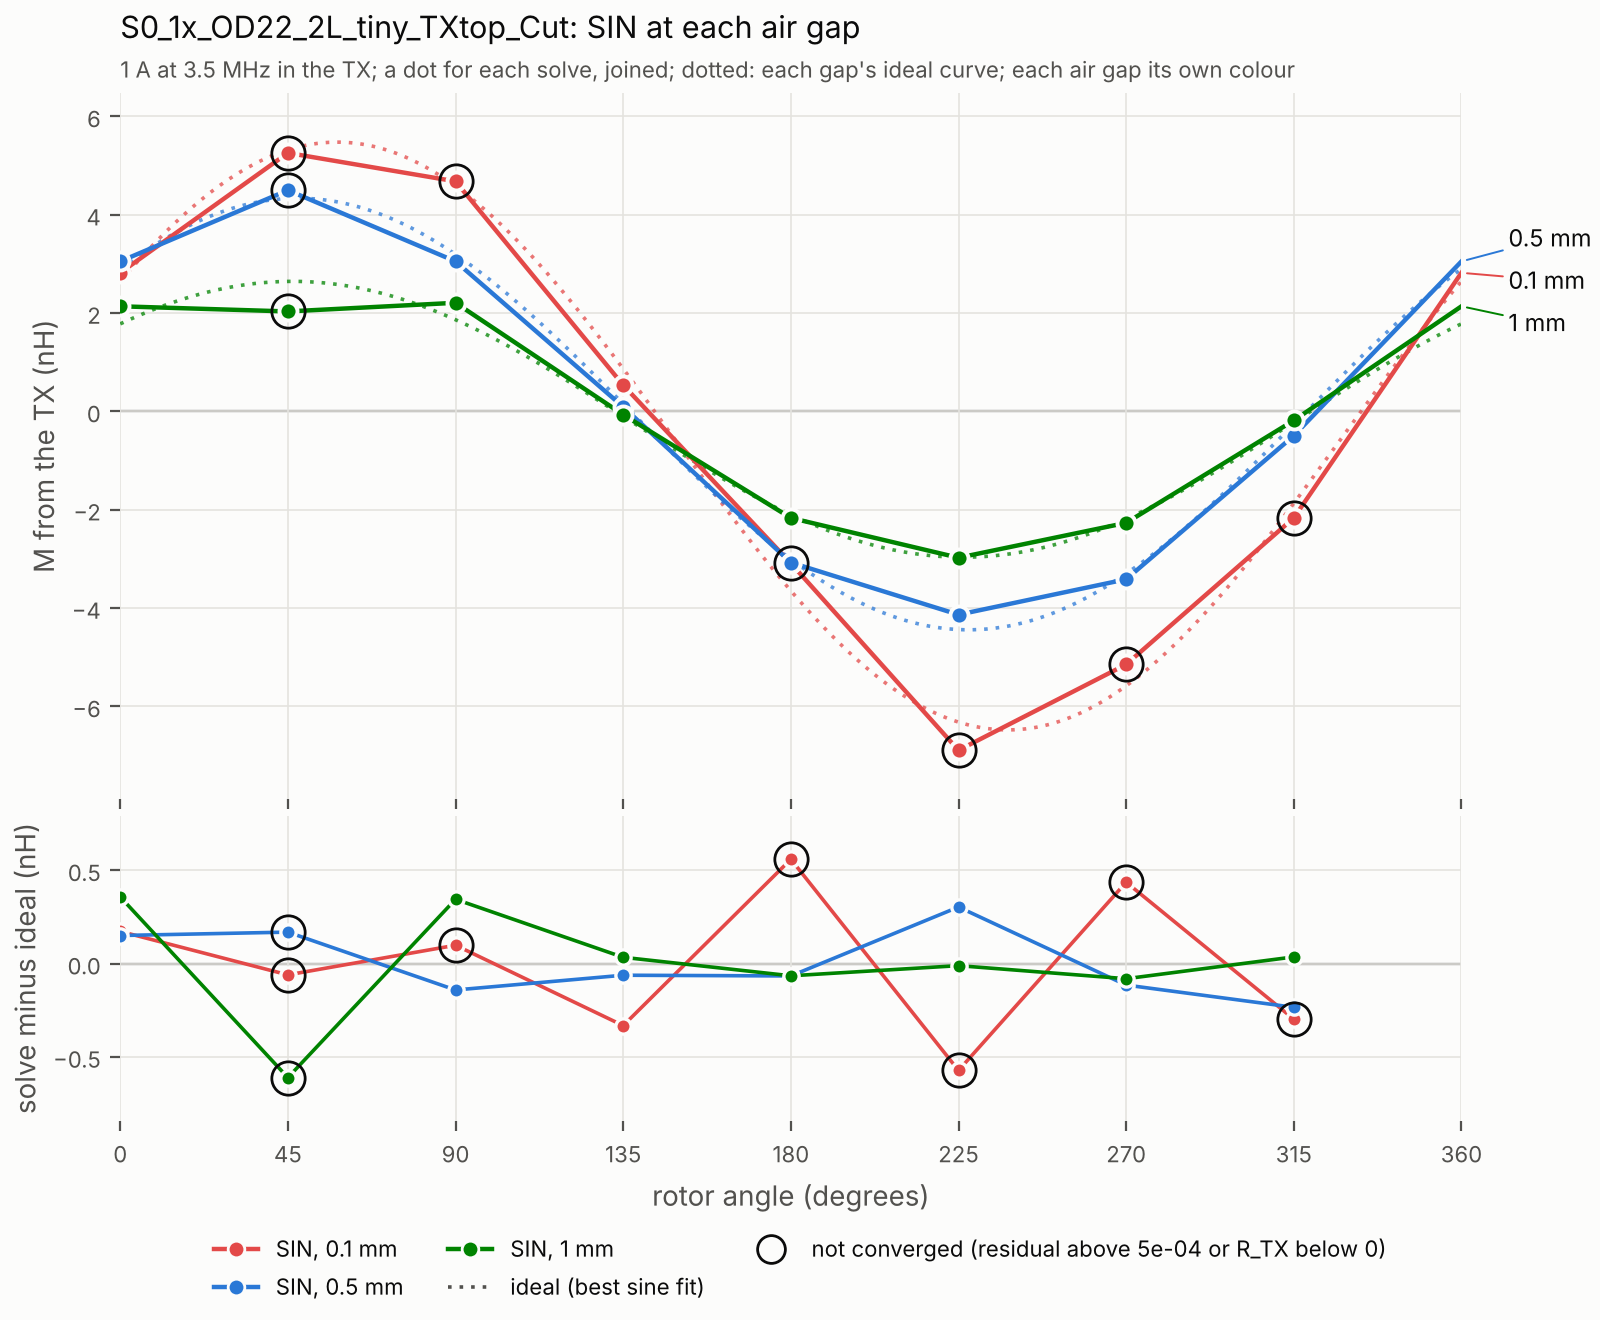 S0_1x_OD22_2L_tiny_TXtop_Cut: SIN at each air gap
1 A at 3.5 MHz in the TX; a dot for each solve, joined; dotted: each gap's ideal curve; each air gap its own colour
M from the TX (nH)
6
4
2
0
−2
−4
−6
0.5 mm
0.1 mm
1 mm
solve minus ideal (nH)
0.5
0.0
−0.5
0 45 90 135 180 225 270 315 360
rotor angle (degrees)
SIN, 0.1 mm SIN, 1 mm not converged (residual above 5e-04 or R_TX below 0)
SIN, 0.5 mm ideal (best sine fit)